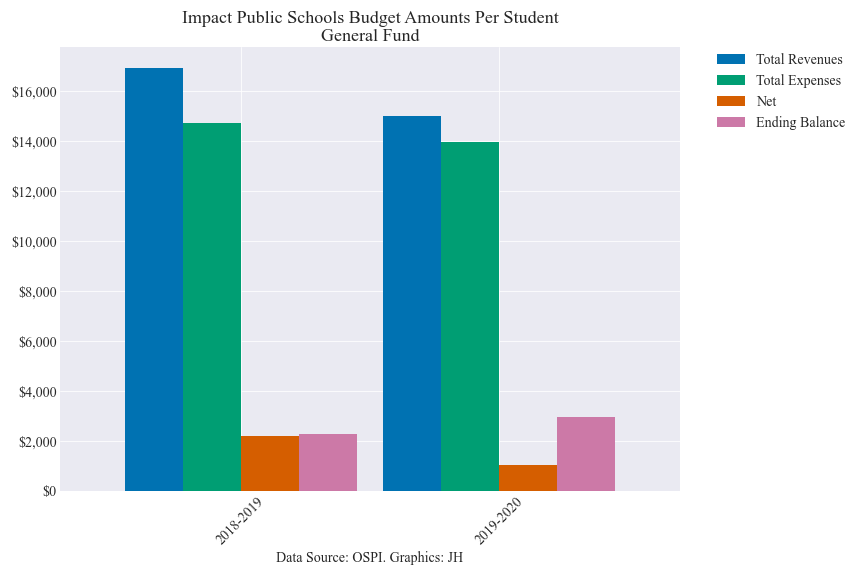 Impact Public Schools Budget Amounts Per Student
General Fund
Total Revenues
Total Expenses
Net
Ending Balance
$16,000
$14,000
$12,000
$10,000
$8,000
$6,000
$4,000
$2,000
$0
2018-2019
2019-2020
Data Source: OSPI. Graphics: JH